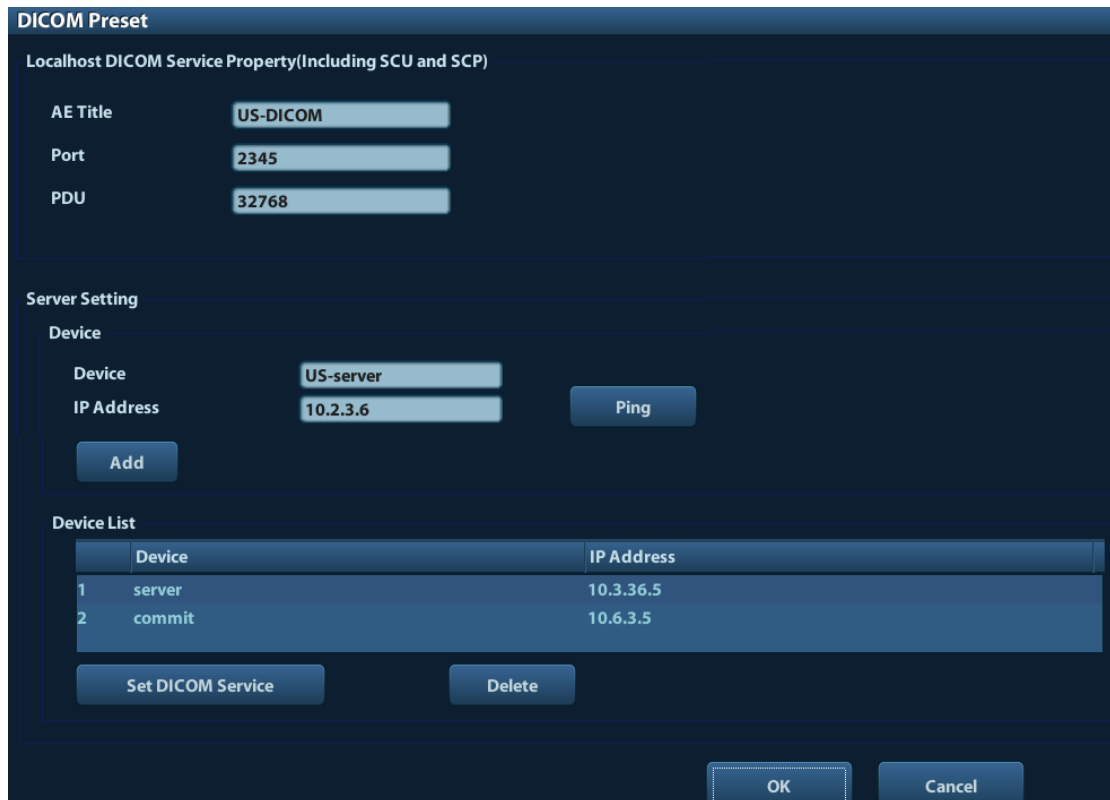 DICOM Preset
Localhost DICOM Service Property(Including SCU and SCP)
AE Title US-DICOM
Port 2345
PDU 32768
Server Setting
Device
Device US-server
IP Address 10.2.3.6 Ping
Add
Device List
Device IP Address
1 server 10.3.36.5
2 commit 10.6.3.5
Set DICOM Service Delete
OK Cancel